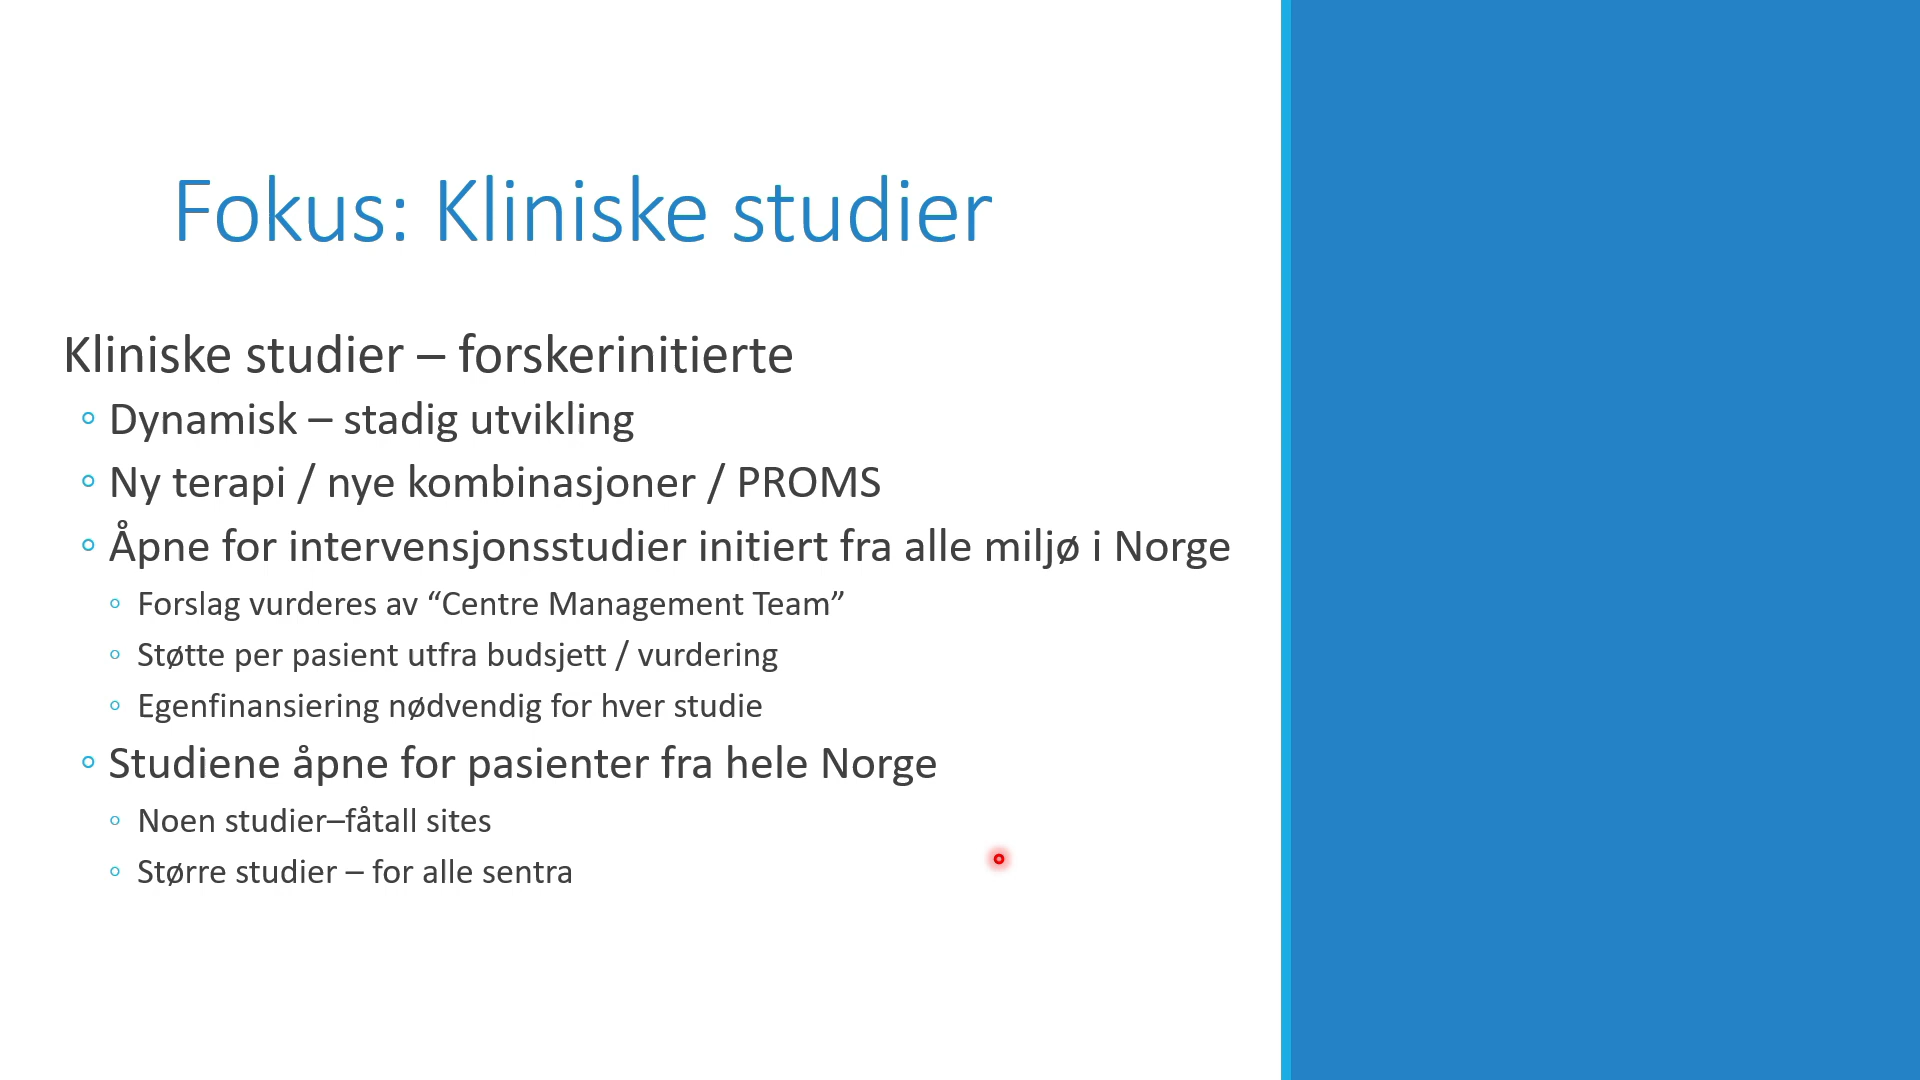 Fokus: Kliniske studier
Kliniske studier – forskerinitierte
◦ Dynamisk – stadig utvikling
◦ Ny terapi / nye kombinasjoner / PROMS
◦ Åpne for intervensjonsstudier initiert fra alle miljø i Norge
◦ Forslag vurderes av “Centre Management Team”
◦ Støtte per pasient utfra budsjett / vurdering
◦ Egenfinansiering nødvendig for hver studie
◦ Studiene åpne for pasienter fra hele Norge
◦ Noen studier–fåtall sites
◦ Større studier – for alle sentra